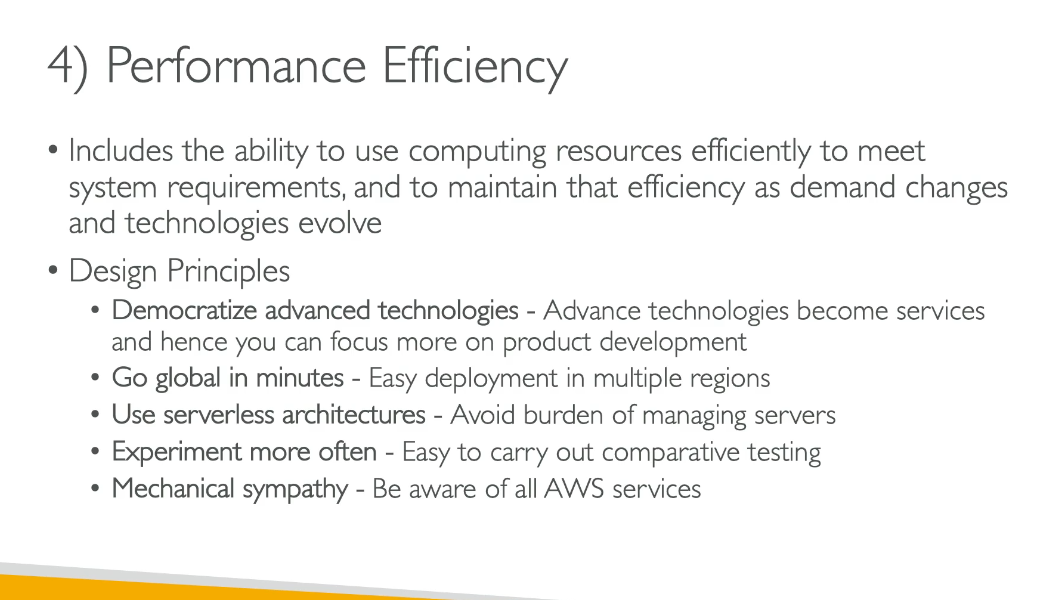 4) Performance Efficiency
• Includes the ability to use computing resources efficiently to meet
system requirements, and to maintain that efficiency as demand changes
and technologies evolve
• Design Principles
• Democratize advanced technologies - Advance technologies become services
and hence you can focus more on product development
• Go global in minutes - Easy deployment in multiple regions
• Use serverless architectures - Avoid burden of managing servers
• Experiment more often - Easy to carry out comparative testing
• Mechanical sympathy - Be aware of all AWS services